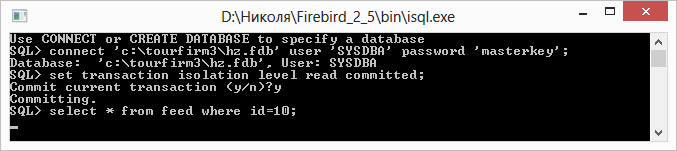 D:\Николя\Firebird_2_5\bin\isql.exe
Use CONNECT or CREATE DATABASE to specify a database
SQL> connect 'c:\tourfirm3\hz.fdb' user 'SYSDBA' password 'masterkey';
Database:  'c:\tourfirm3\hz.fdb', User: SYSDBA
SQL> set transaction isolation level read committed;
Commit current transaction (y/n)?y
Committing.
SQL> select * from feed where id=10;